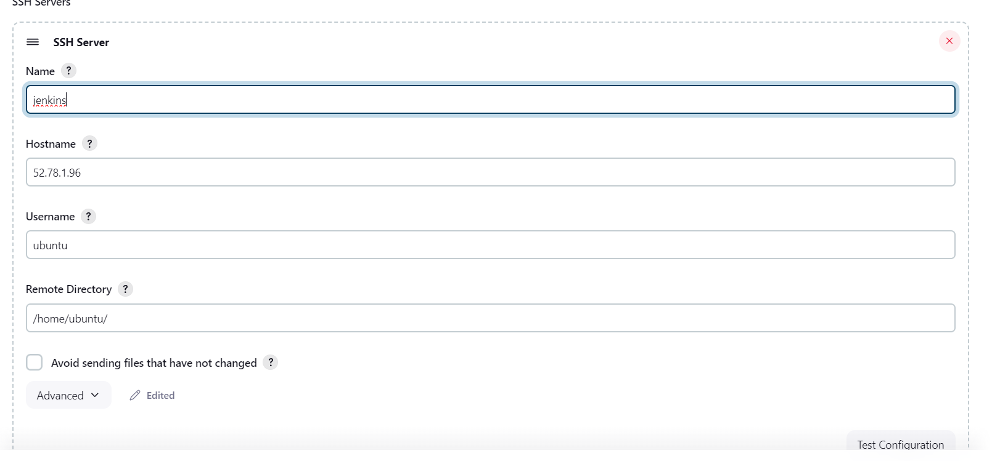 SSH Servers
SSH Server
Name ?
jenkins
Hostname ?
52.78.1.96
Username ?
ubuntu
Remote Directory ?
/home/ubuntu/
Avoid sending files that have not changed ?
Advanced Edited
Test Configuration